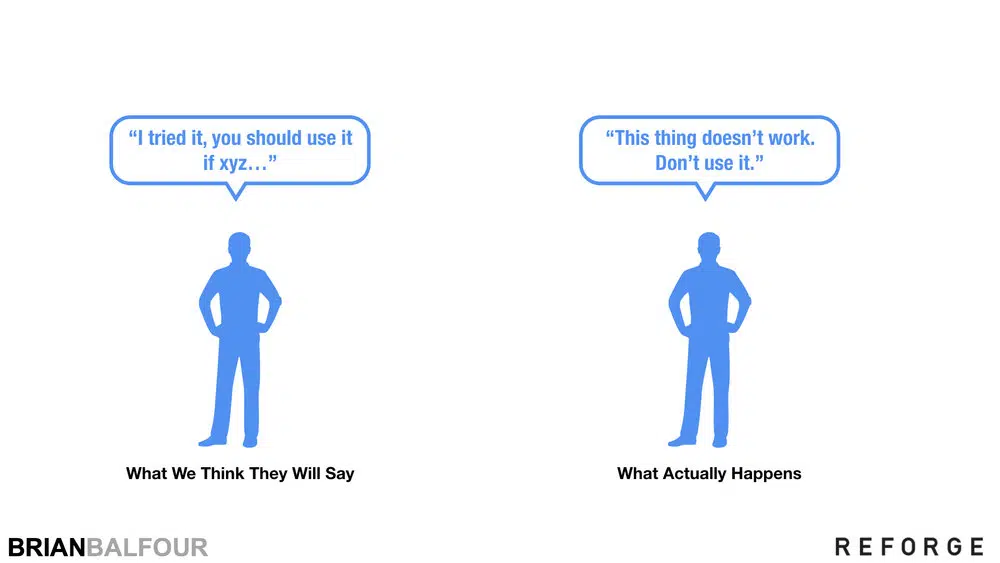 “I tried it, you should use it
if xyz...”
“This thing doesn’t work.
Don’t use it.”
What We Think They Will Say
What Actually Happens
BRIANBALFOUR
REFORGE